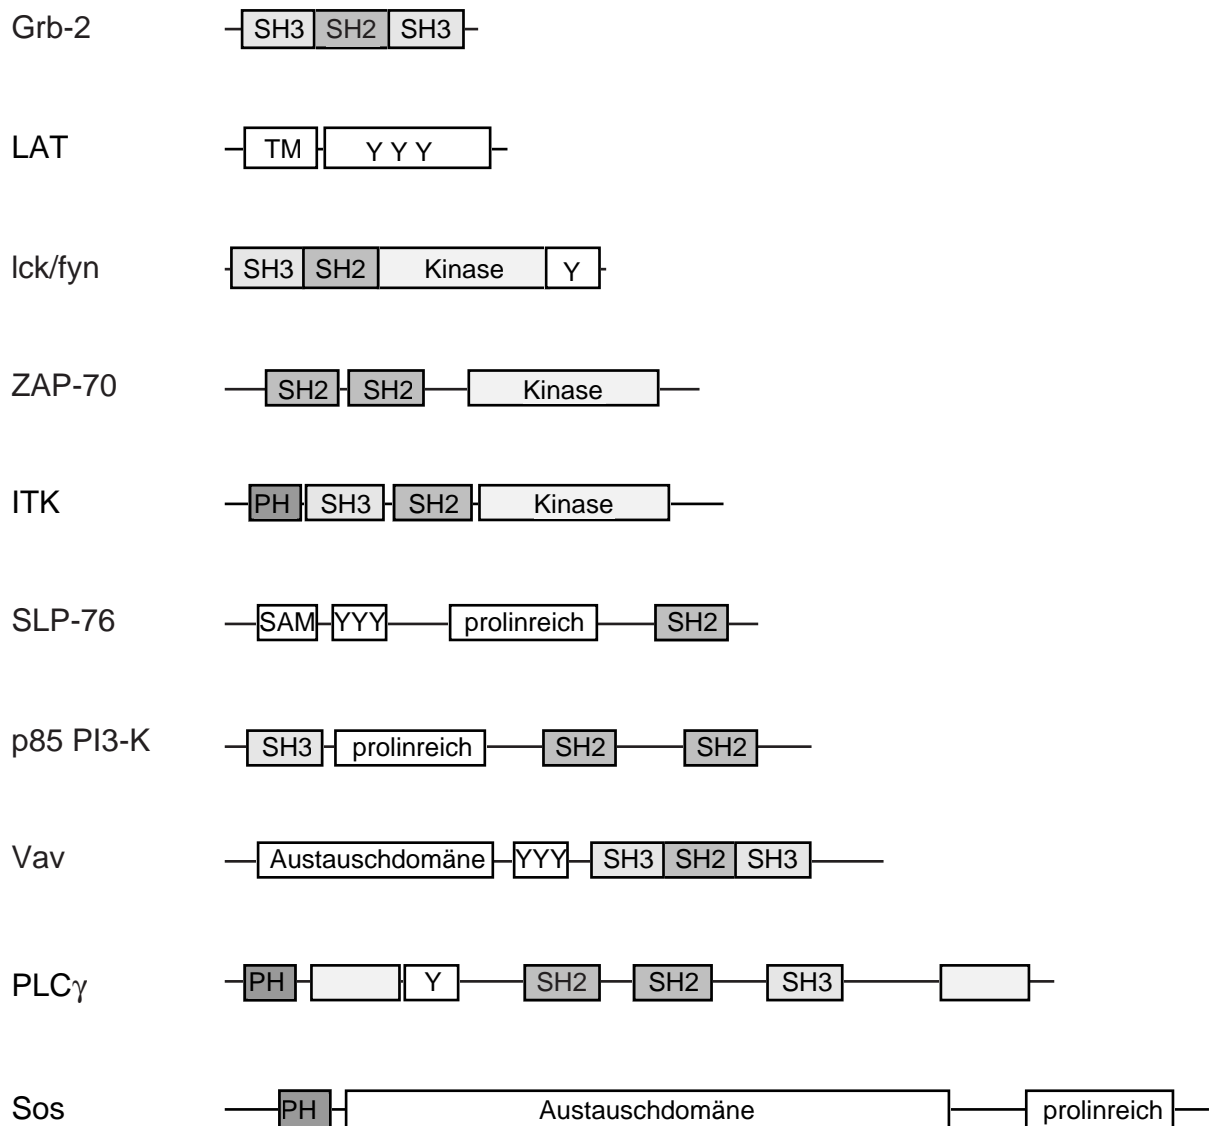 Grb-2 SH3 SH2 SH3
LAT TM Y Y Y
lck/fyn SH3 SH2 Kinase Y
ZAP-70 SH2 SH2 Kinase
ITK PH SH3 SH2 Kinase
SLP-76 SAM YYY prolinreich SH2
p85 PI3-K SH3 prolinreich SH2 SH2
Vav Austauschdomäne YYY SH3 SH2 SH3
PLCγ PH Y SH2 SH2 SH3
Sos PH Austauschdomäne prolinreich